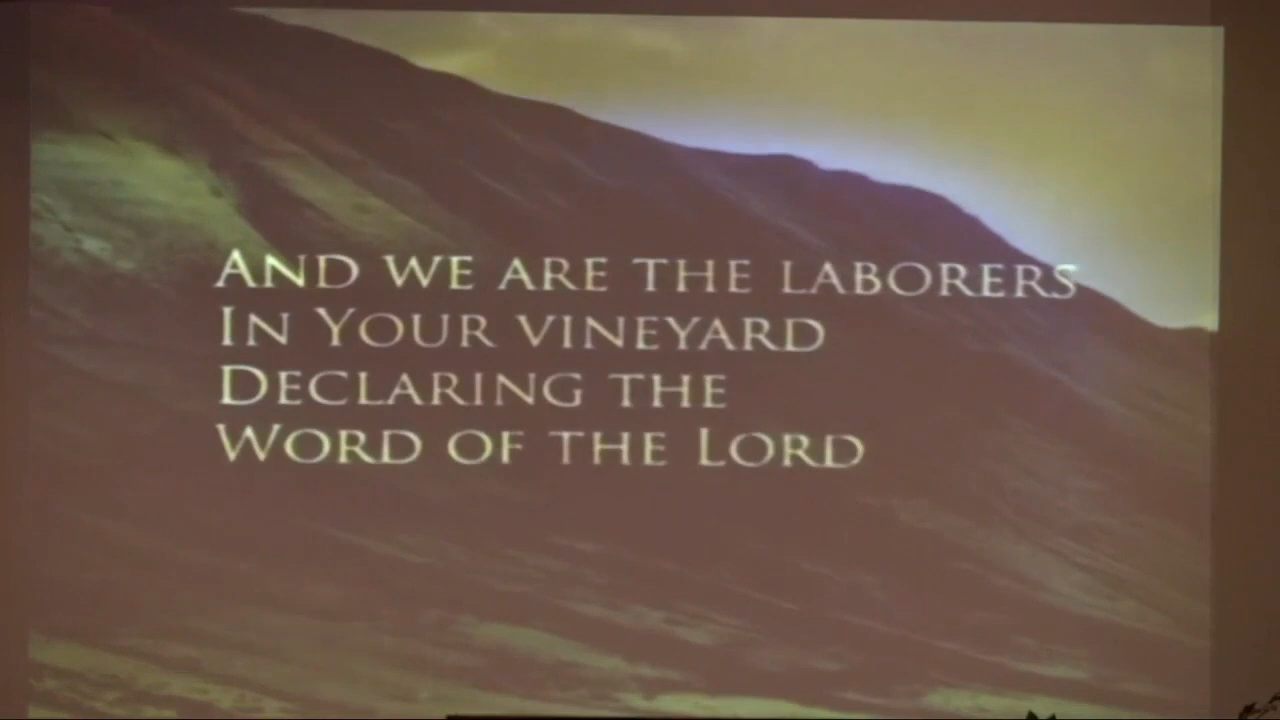 And we are the laborers
In Your vineyard
Declaring the
Word of the Lord